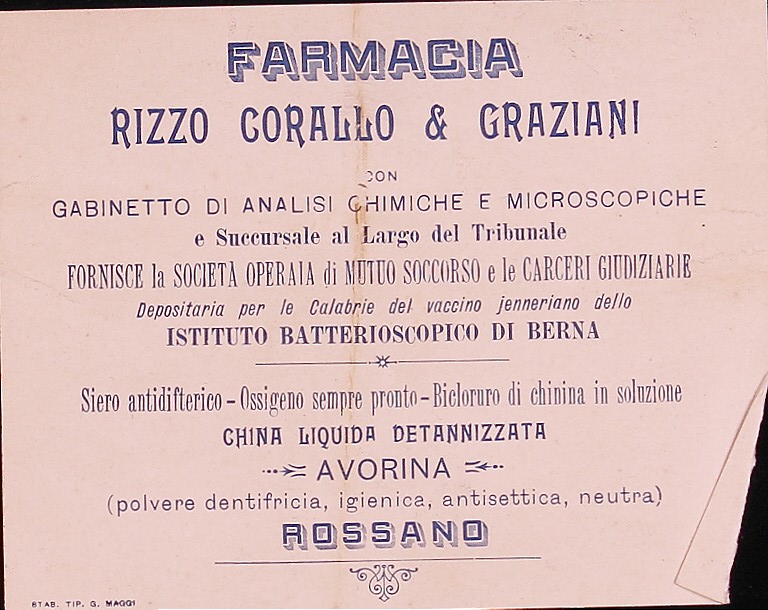 FARMACIA
RIZZO CORALLO & GRAZIANI
CON
GABINETTO DI ANALISI CHIMICHE E MICROSCOPICHE
e Succursale al Largo del Tribunale
FORNISCE la SOCIETÀ OPERAIA di MUTUO SOCCORSO e le CARCERI GIUDIZIARIE
Depositaria per le Calabrie del vaccino jenneriano dello
ISTITUTO BATTERIOSCOPICO DI BERNA
Siero antidifterico – Ossigeno sempre pronto – Bicloruro di chinina in soluzione
CHINA LIQUIDA DETANNIZZATA
AVORINA
(polvere dentifricia, igienica, antisettica, neutra)
ROSSANO
STAB. TIP. G. MAGGI